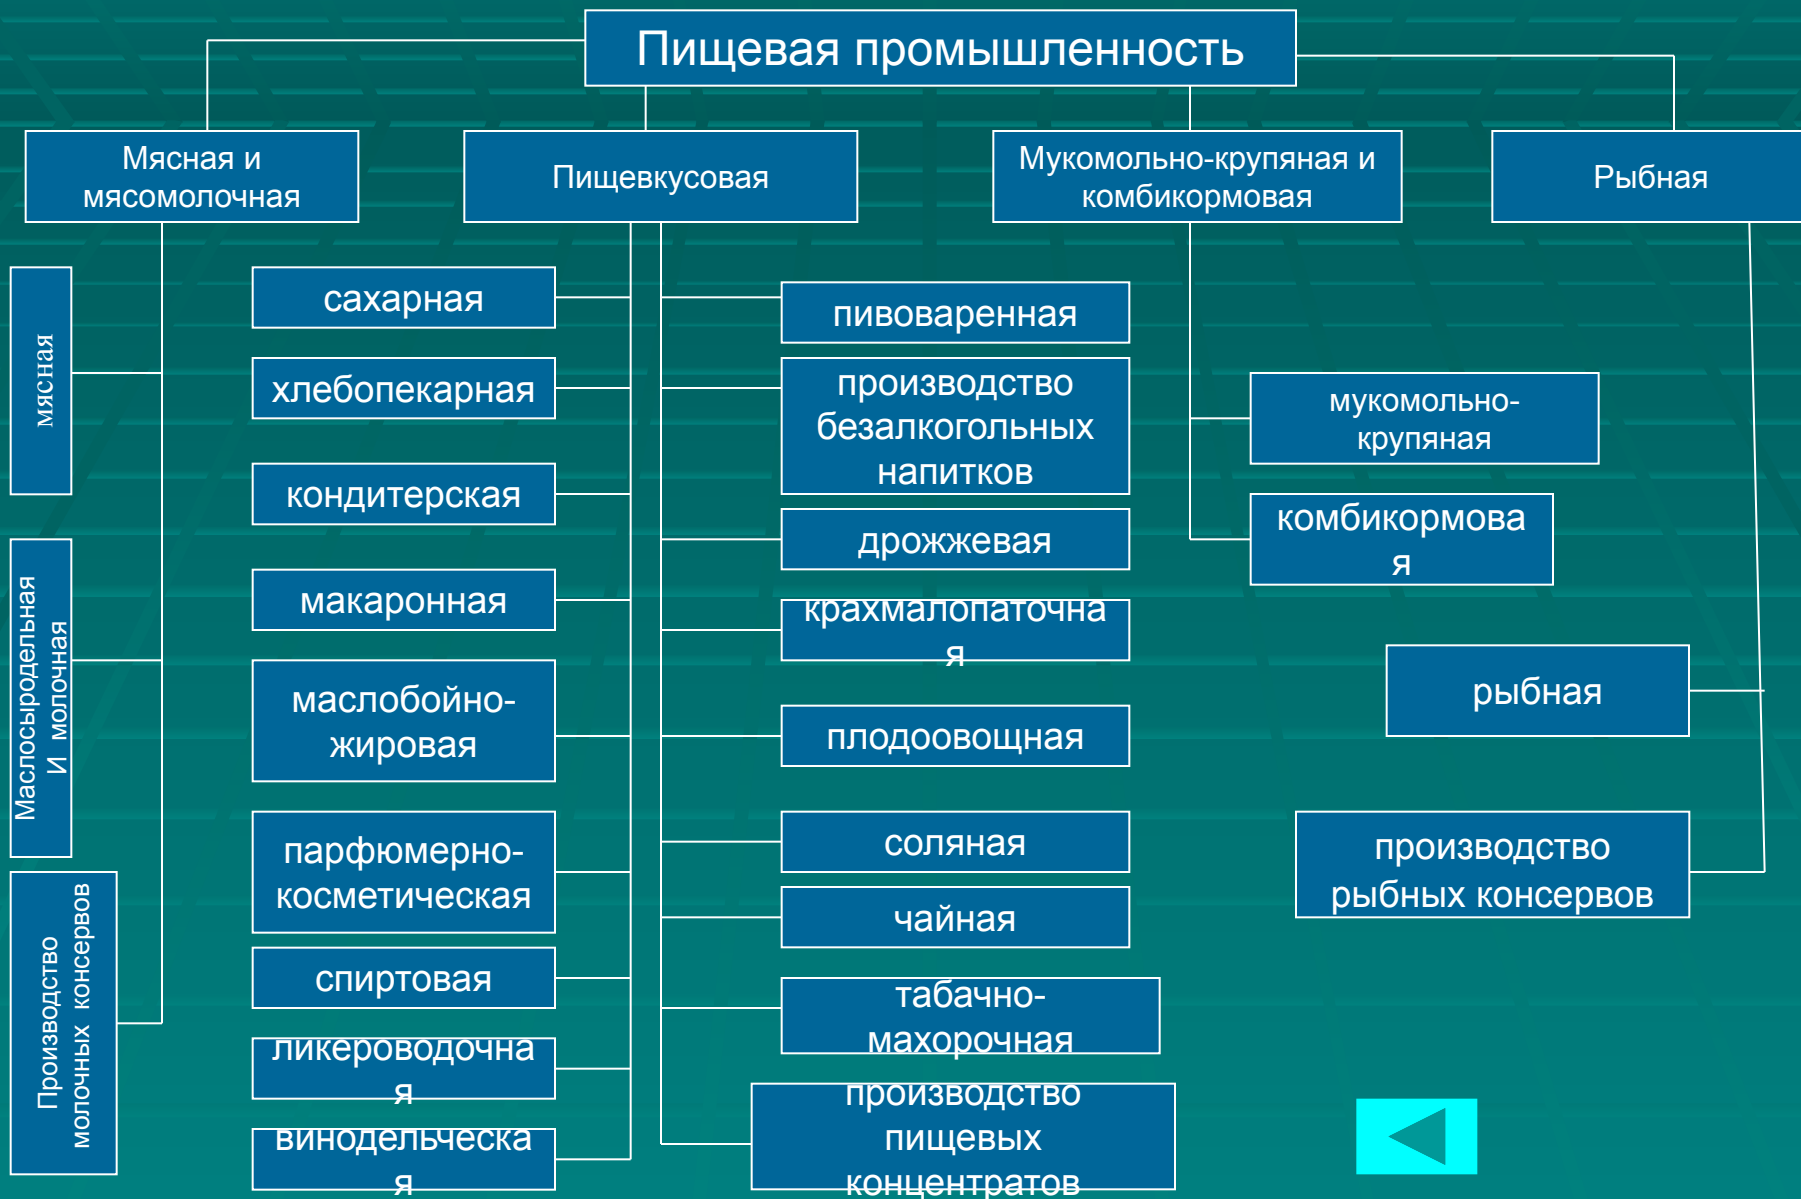 Пищевая промышленность
Мясная и
мясомолочная
Пищевкусовая
Мукомольно-крупяная и
комбикормовая
Рыбная
мясная
Маслосыродельная
И молочная
Производство
молочных консервов
сахарная
хлебопекарная
кондитерская
макаронная
маслобойно-
жировая
парфюмерно-
косметическая
спиртовая
ликероводочна
я
винодельческа
я
пивоваренная
производство
безалкогольных
напитков
дрожжевая
крахмалопаточна
я
плодоовощная
соляная
чайная
табачно-
махорочная
производство
пищевых
концентратов
мукомольно-
крупяная
комбикормова
я
рыбная
производство
рыбных консервов